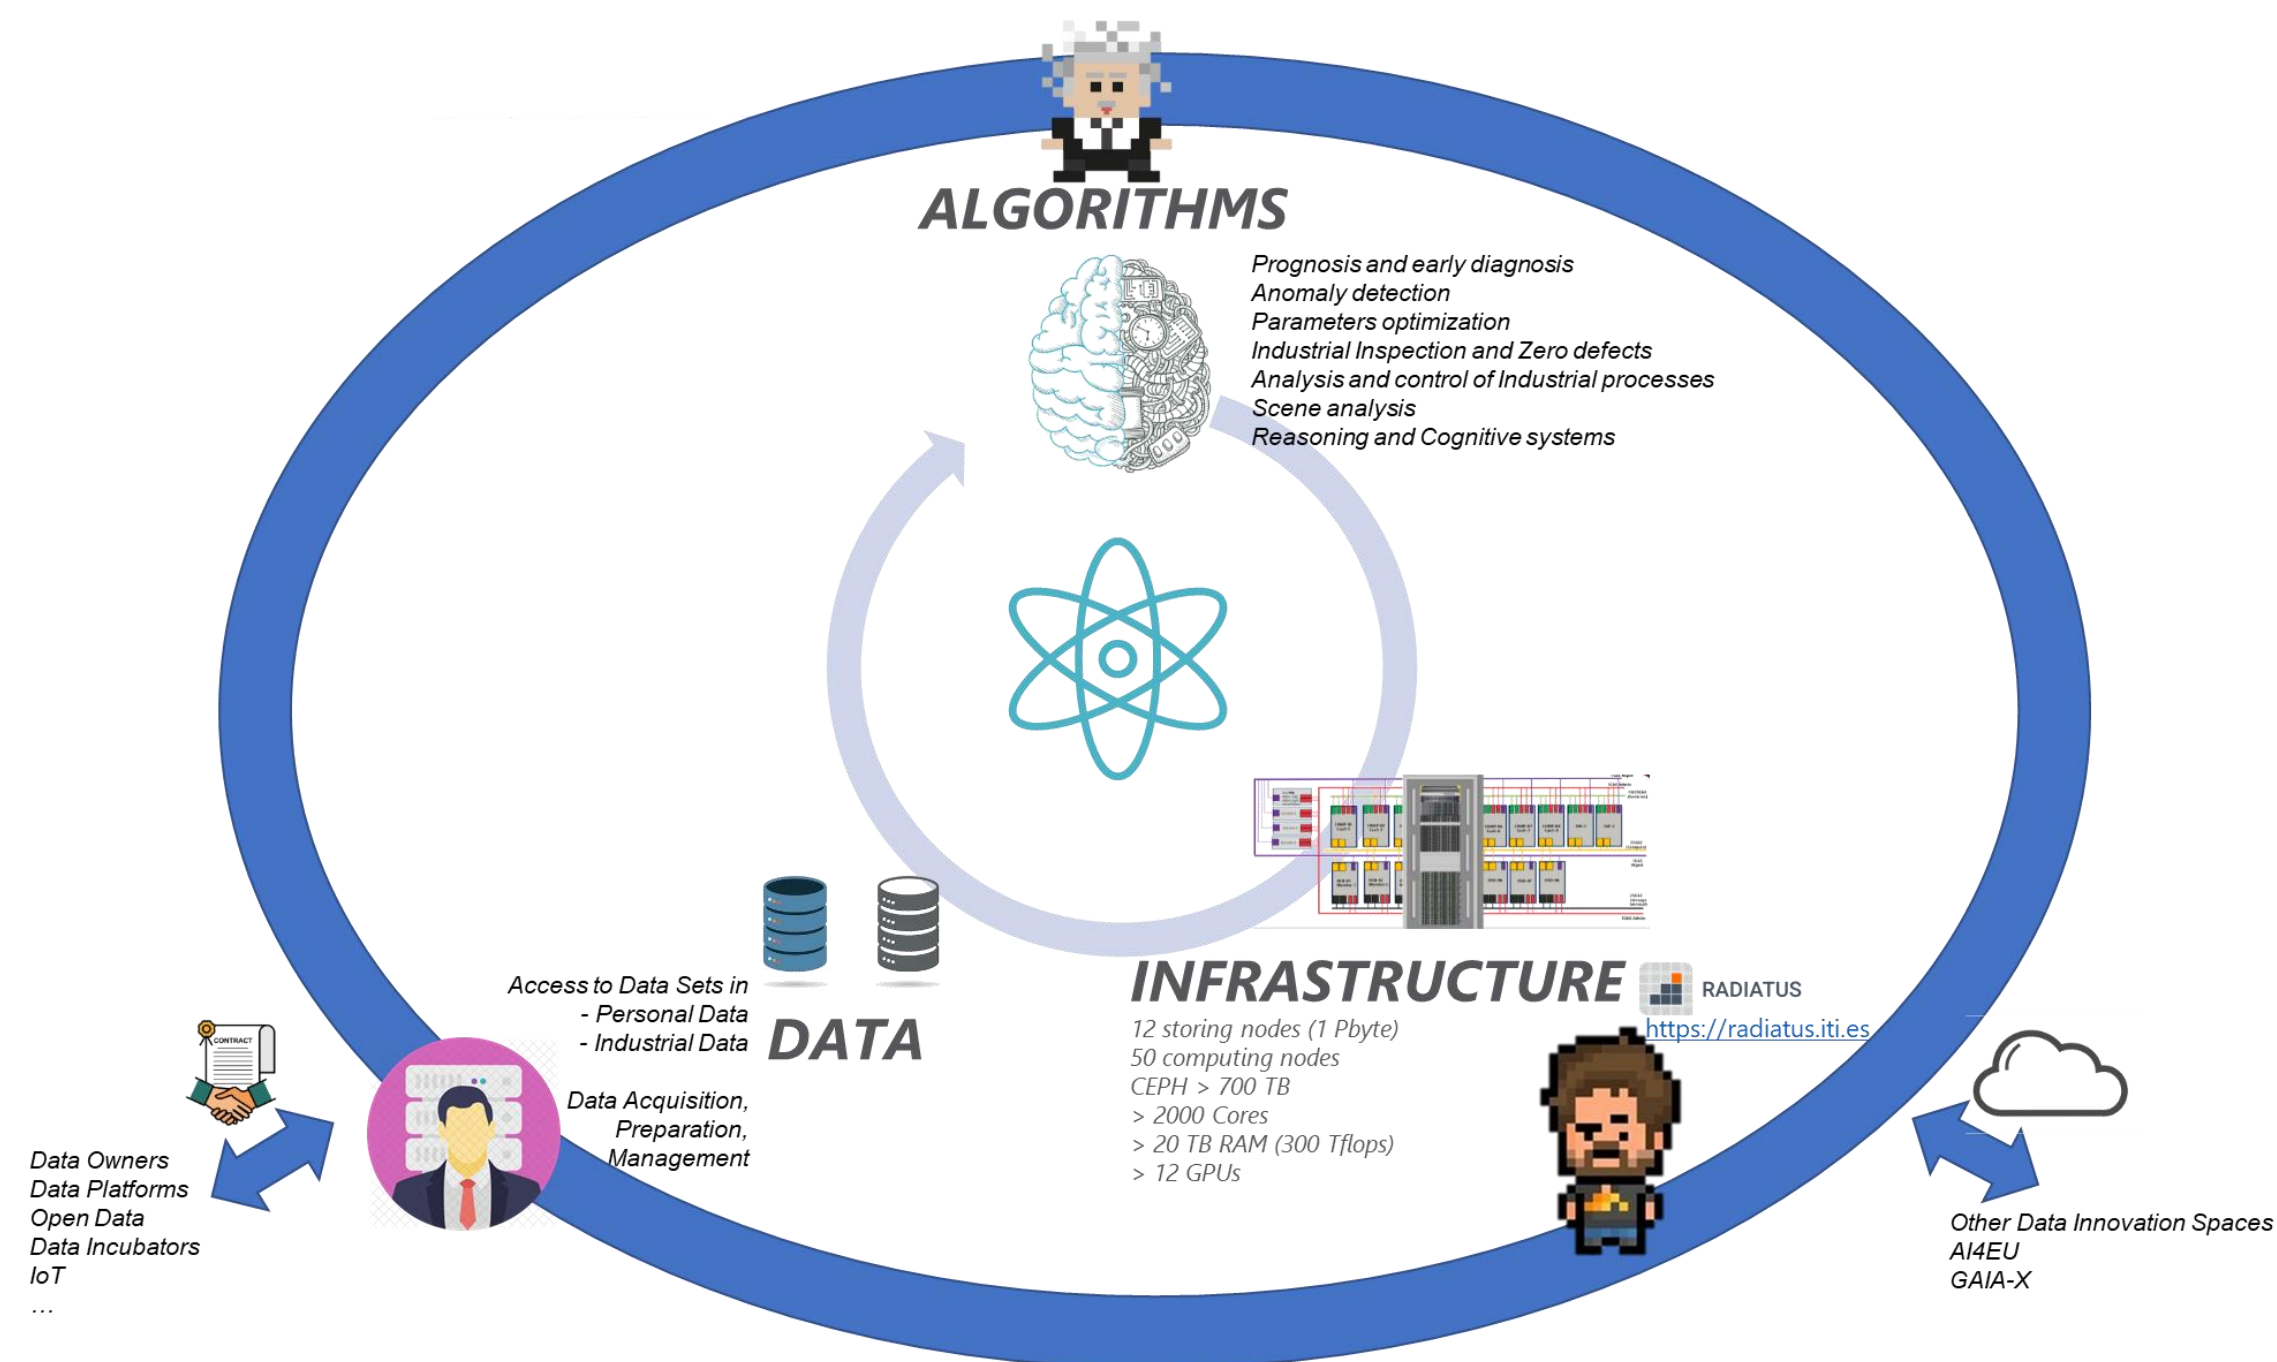 ALGORITHMS
Prognosis and early diagnosis
Anomaly detection
Parameters optimization
Industrial Inspection and Zero defects
Analysis and control of Industrial processes
Scene analysis
Reasoning and Cognitive systems
Access to Data Sets in
- Personal Data
- Industrial Data
DATA
Data Acquisition,
Preparation,
Management
INFRASTRUCTURE
RADIATUS
https://radiatus.iti.es
12 storing nodes (1 Pbyte)
50 computing nodes
CEPH > 700 TB
> 2000 Cores
> 20 TB RAM (300 Tflops)
> 12 GPUs
CONTRACT
Data Owners
Data Platforms
Open Data
Data Incubators
IoT
...
Other Data Innovation Spaces
AI4EU
GAIA-X